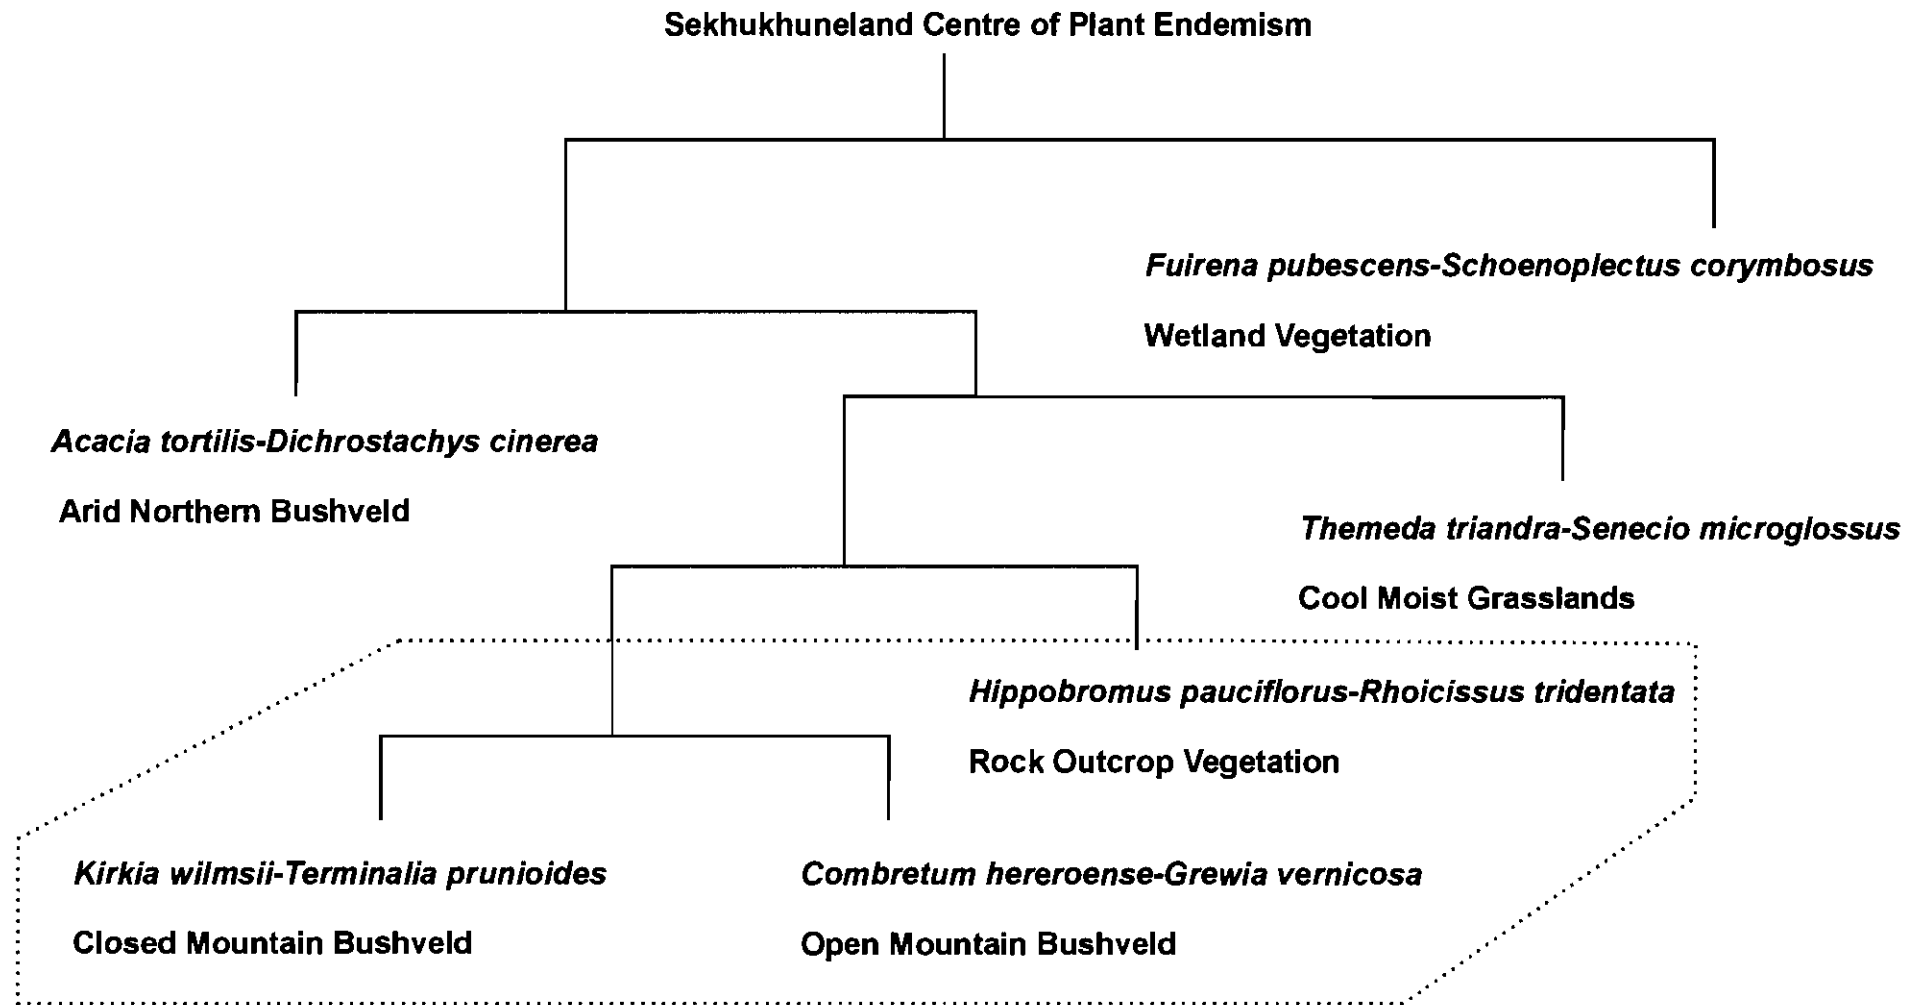 Sekhukhuneland Centre of Plant Endemism
Fuirena pubescens-Schoenoplectus corymbosus
Wetland Vegetation
Acacia tortilis-Dichrostachys cinerea
Arid Northern Bushveld
Themeda triandra-Senecio microglossus
Cool Moist Grasslands
Hippobromus pauciflorus-Rhoicissus tridentata
Rock Outcrop Vegetation
Kirkia wilmsii-Terminalia prunioides
Closed Mountain Bushveld
Combretum hereroense-Grewia vernicosa
Open Mountain Bushveld